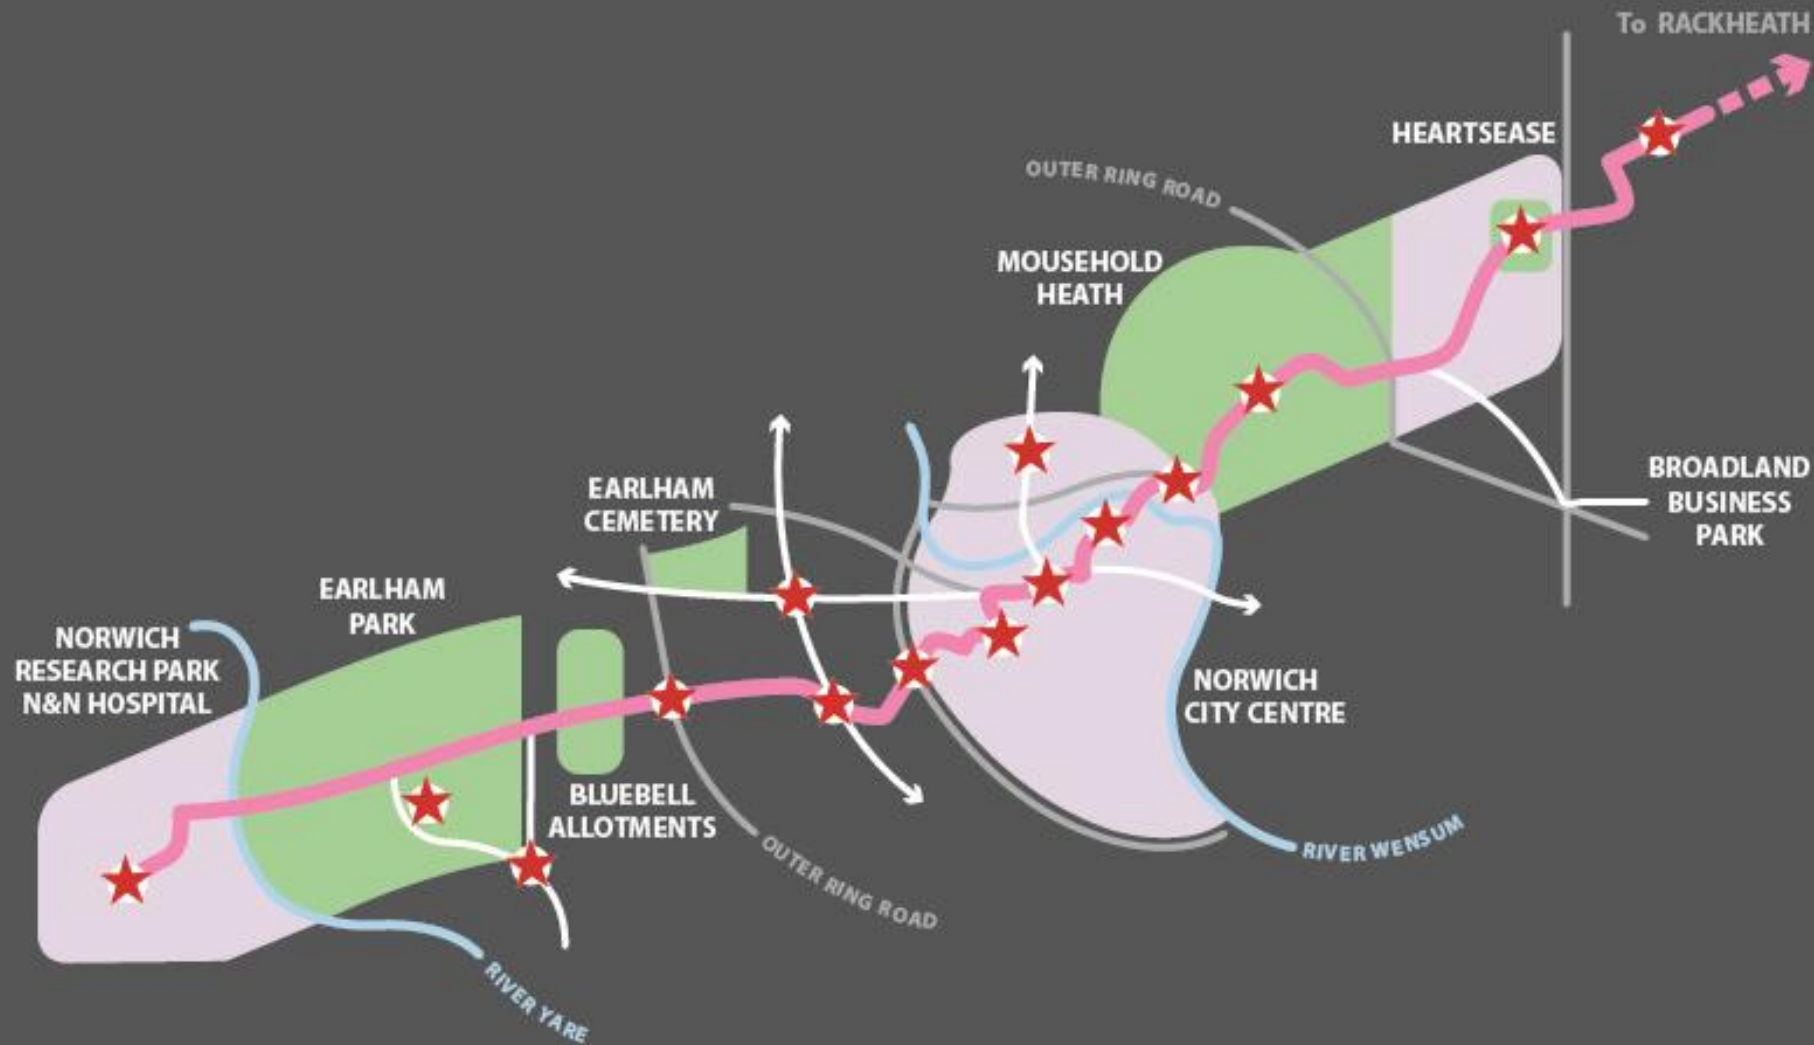 To RACKHEATH
HEARTSEASE
OUTER RING ROAD
MOUSEHOLD
HEATH
EARLHAM
CEMETERY
BROADLAND
BUSINESS
PARK
EARLHAM
PARK
NORWICH
RESEARCH PARK
N&N HOSPITAL
NORWICH
CITY CENTRE
BLUEBELL
ALLOTMENTS
OUTER RING ROAD
RIVER WENSUM
RIVER YARE